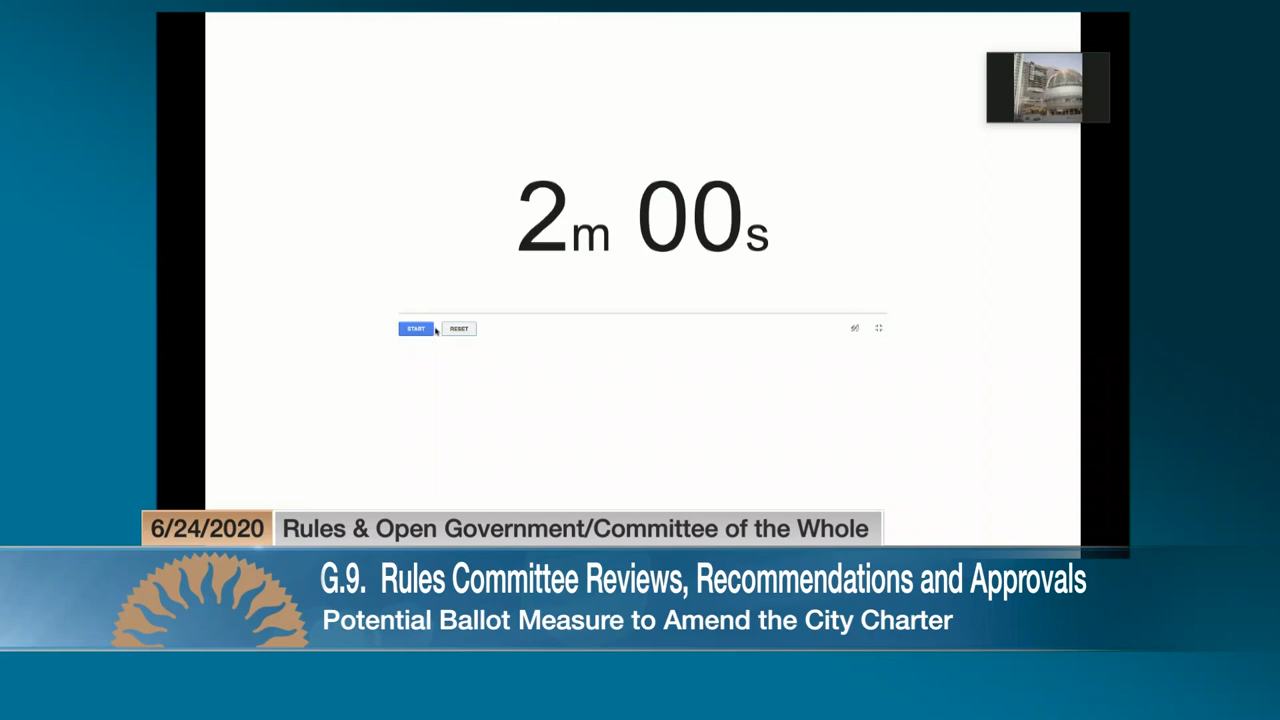 2m 00s
START RESET
6/24/2020 Rules & Open Government/Committee of the Whole
G.9. Rules Committee Reviews, Recommendations and Approvals
Potential Ballot Measure to Amend the City Charter